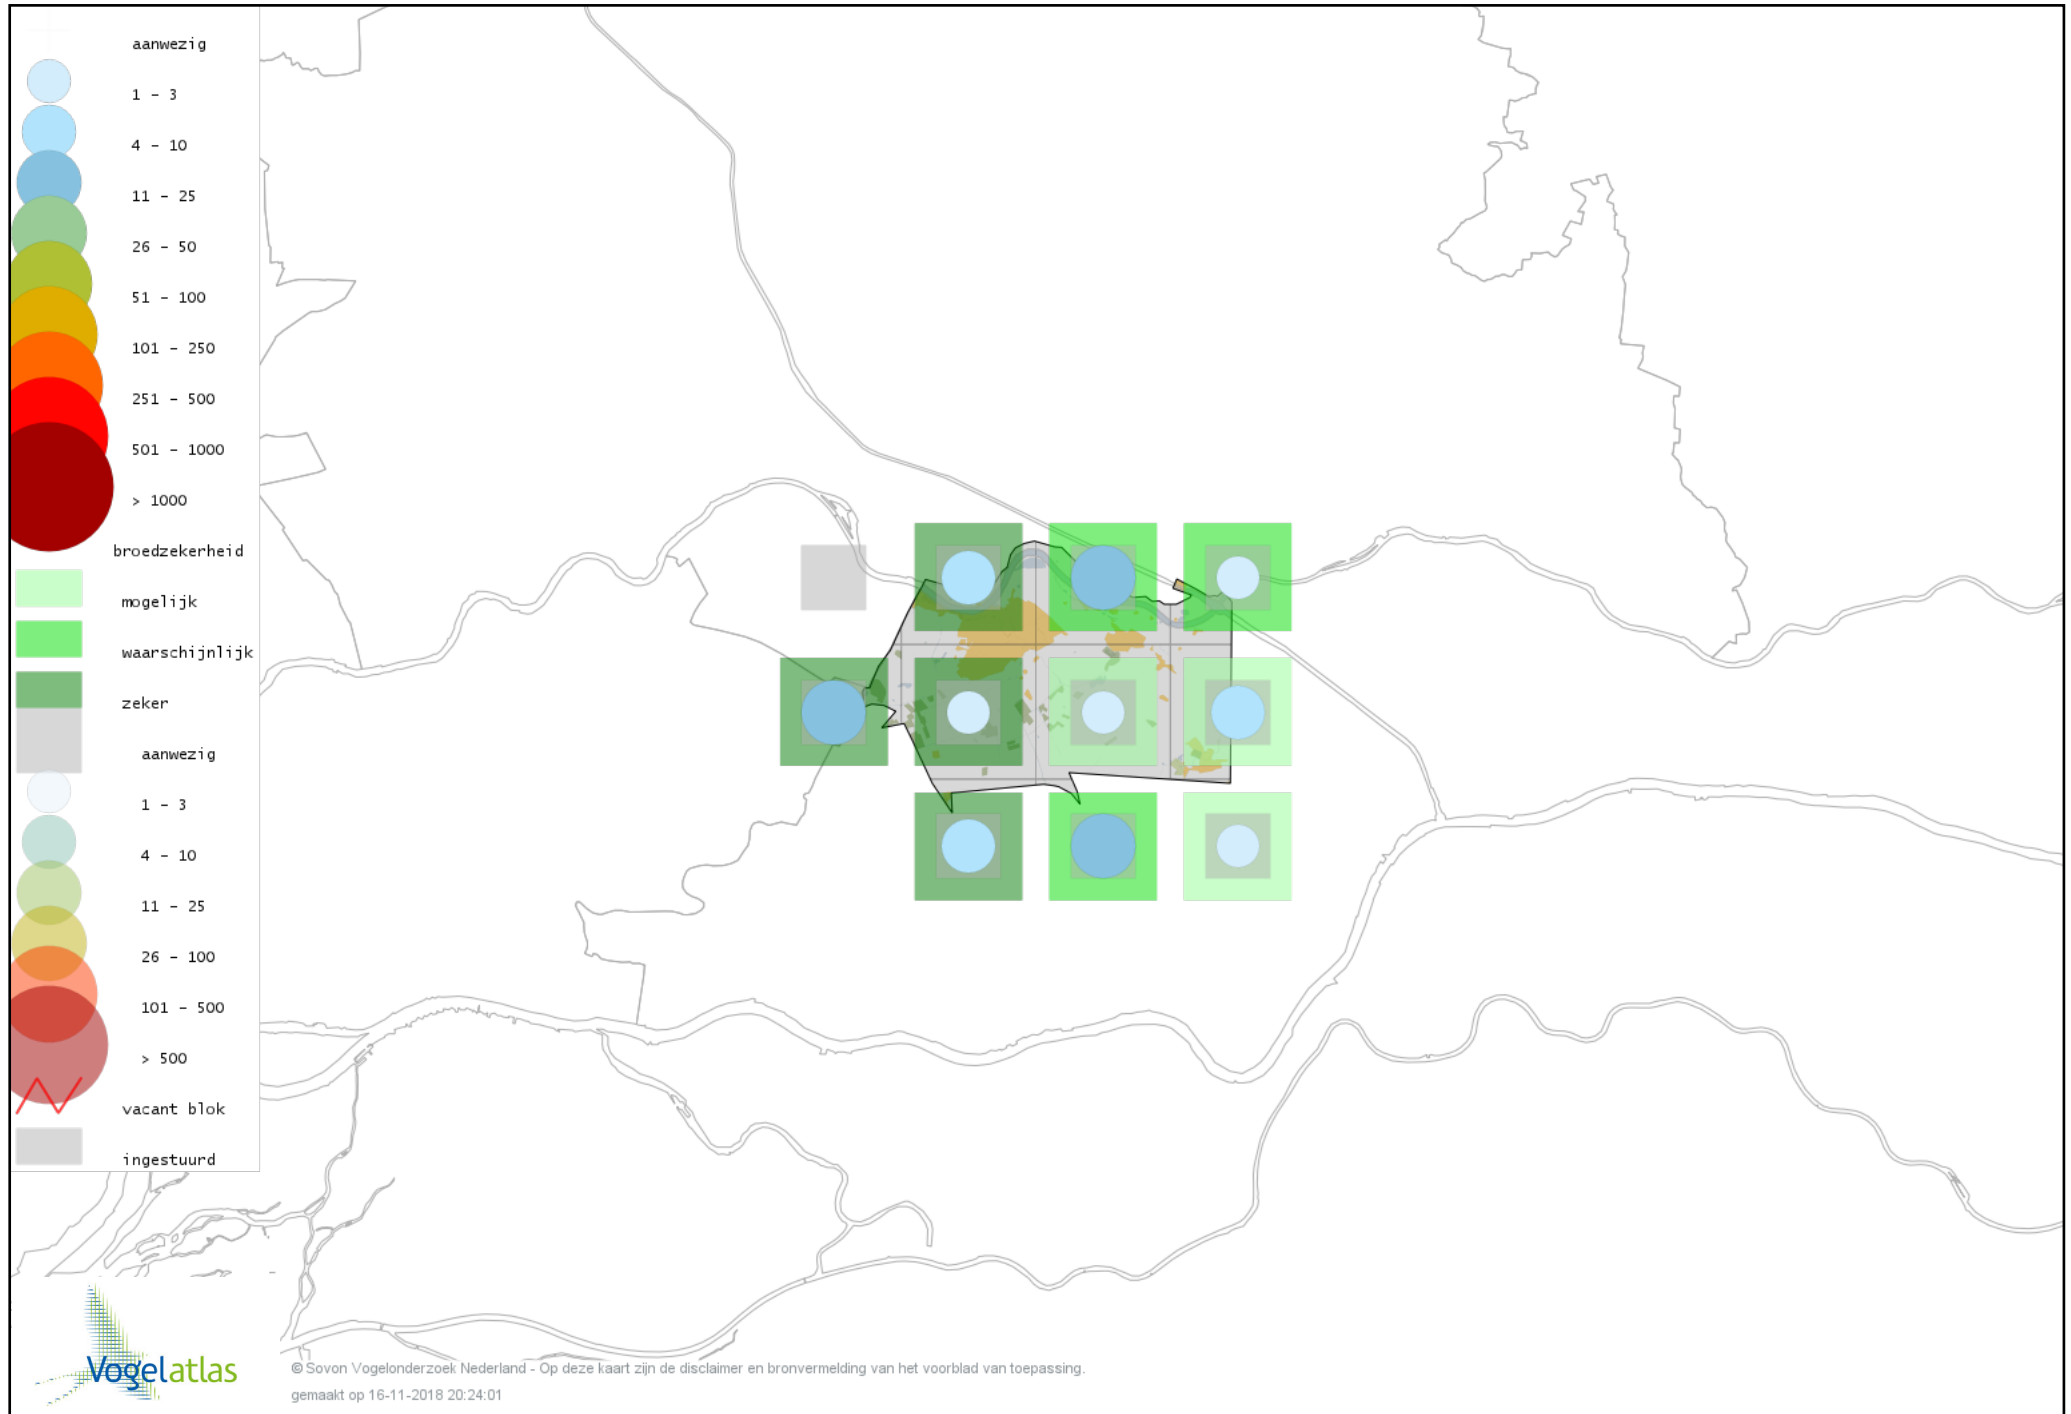 aanwezig
1 - 3
4 - 10
11 - 25
26 - 50
51 - 100
101 - 250
251 - 500
501 - 1000
> 1000
broedzekerheid
mogelijk
waarschijnlijk
zeker
aanwezig
1 - 3
4 - 10
11 - 25
26 - 100
101 - 500
> 500
vacant blok
ingestuurd
Vogelatlas
© Sovon Vogelonderzoek Nederland - Op deze kaart zijn de disclaimer en bronvermelding van het voorblad van toepassing.
gemaakt op 16-11-2018 20:24:01